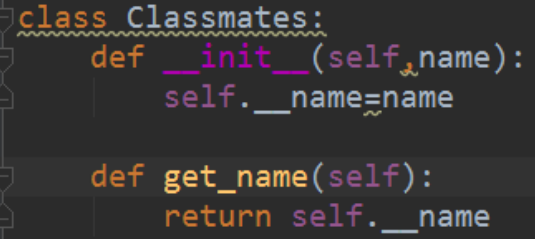 class Classmates:
    def __init__(self,name):
        self.__name=name
    def get_name(self):
        return self.__name